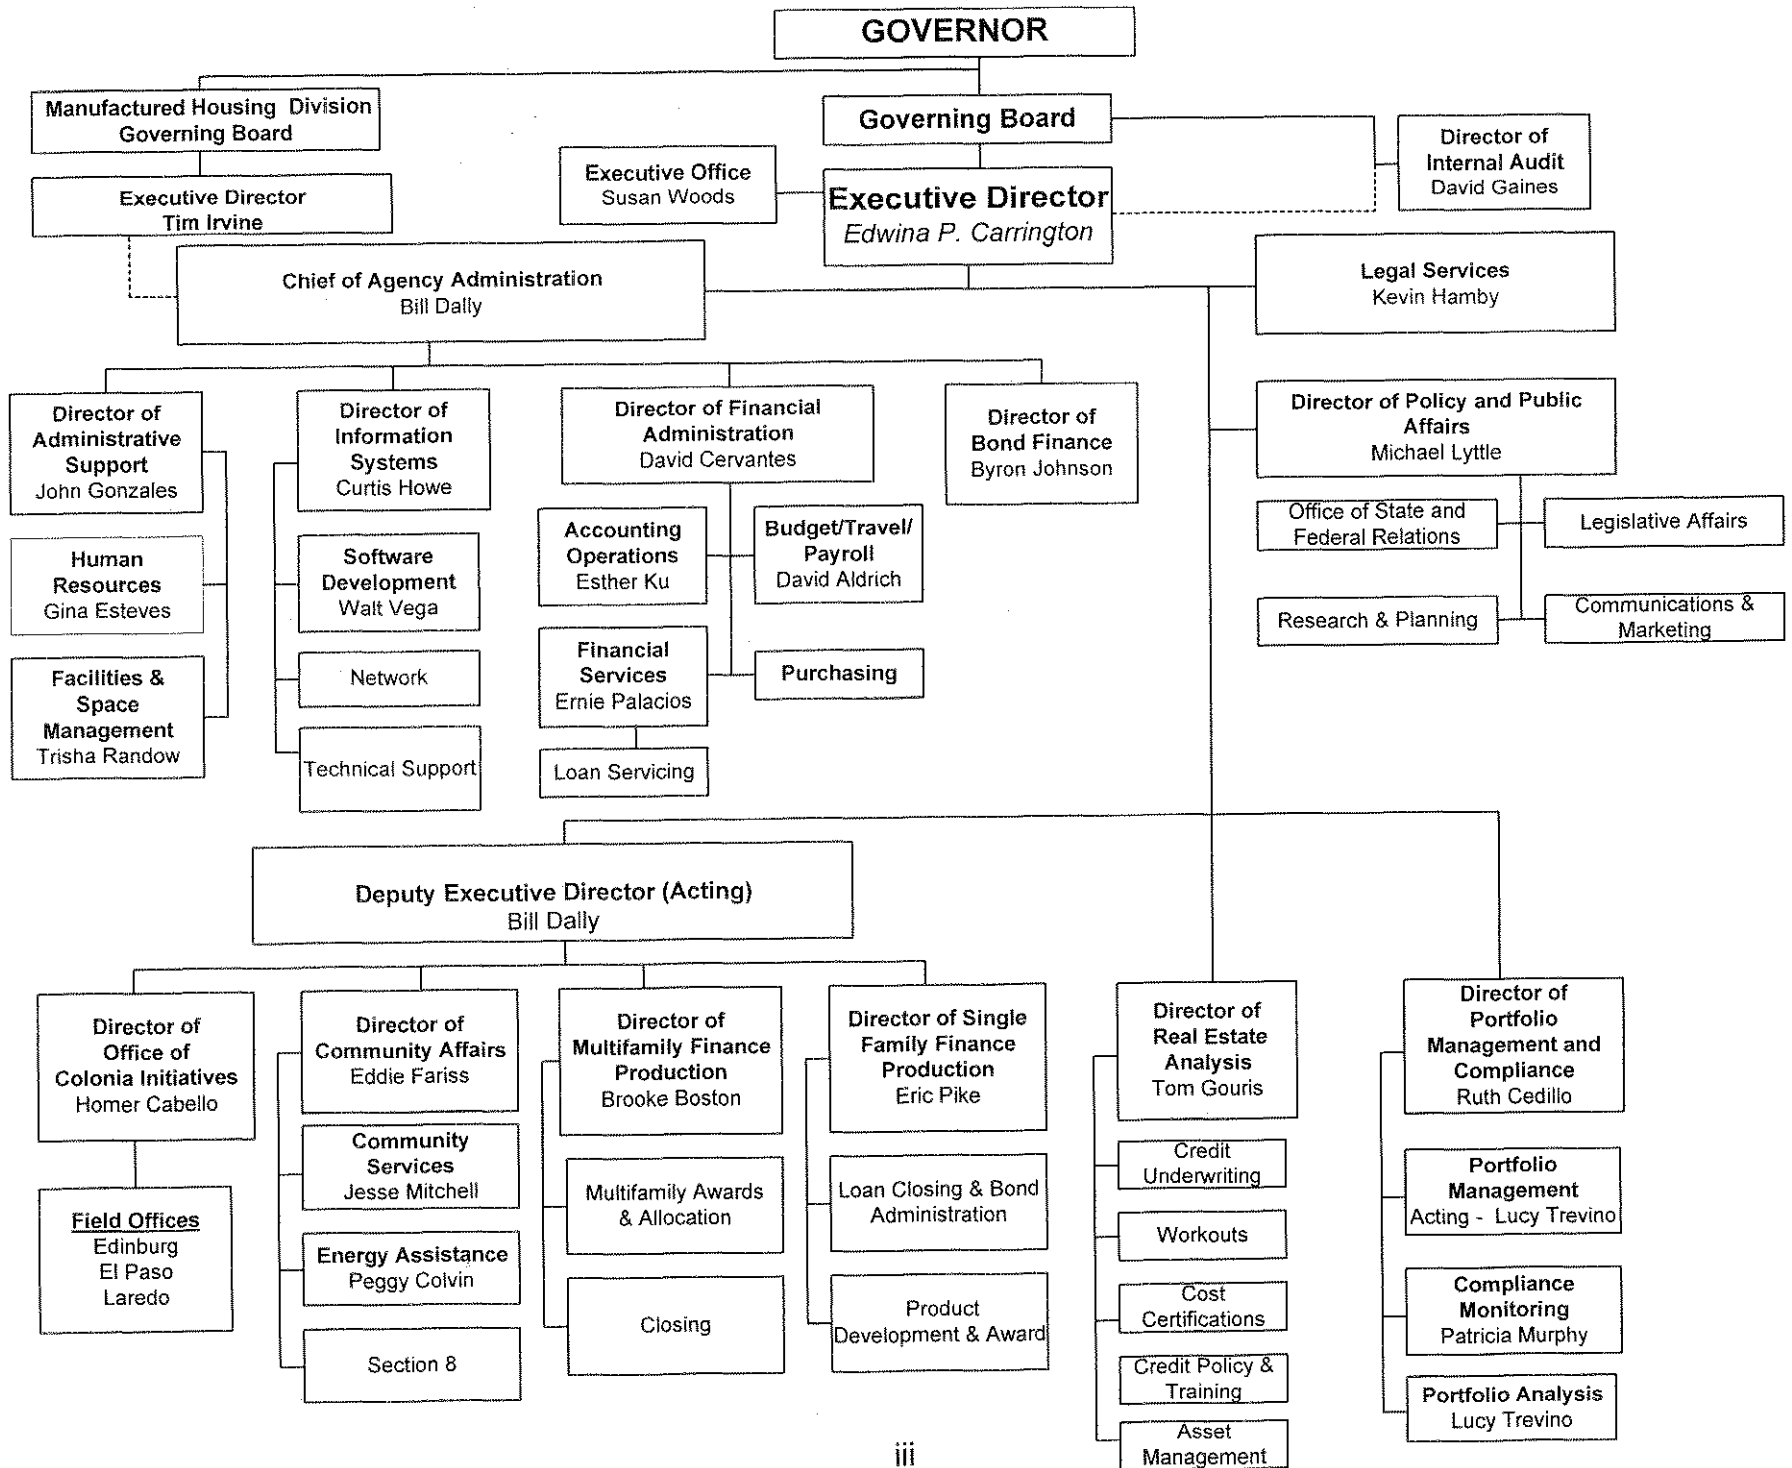 GOVERNOR
Manufactured Housing Division
Governing Board
Governing Board
Director of
Internal Audit
David Gaines
Executive Office
Susan Woods
Executive Director
Edwina P. Carrington
Executive Director
Tim Irvine
Chief of Agency Administration
Bill Dally
Legal Services
Kevin Hamby
Director of
Administrative
Support
John Gonzales
Director of
Information
Systems
Curtis Howe
Director of Financial
Administration
David Cervantes
Director of
Bond Finance
Byron Johnson
Director of Policy and Public
Affairs
Michael Lyttle
Office of State and
Federal Relations
Legislative Affairs
Human
Resources
Gina Esteves
Software
Development
Walt Vega
Accounting
Operations
Esther Ku
Budget/Travel/
Payroll
David Aldrich
Research & Planning
Communications &
Marketing
Facilities &
Space
Management
Trisha Randow
Network
Financial
Services
Ernie Palacios
Purchasing
Technical Support
Loan Servicing
Deputy Executive Director (Acting)
Bill Dally
Director of
Office of
Colonia Initiatives
Homer Cabello
Director of
Community Affairs
Eddie Fariss
Director of
Multifamily Finance
Production
Brooke Boston
Director of Single
Family Finance
Production
Eric Pike
Director of
Real Estate
Analysis
Tom Gouris
Director of
Portfolio
Management and
Compliance
Ruth Cedillo
Field Offices
Edinburg
El Paso
Laredo
Community
Services
Jesse Mitchell
Energy Assistance
Peggy Colvin
Section 8
Multifamily Awards
& Allocation
Closing
Loan Closing & Bond
Administration
Product
Development & Award
Credit
Underwriting
Workouts
Cost
Certifications
Credit Policy &
Training
Asset
Management
Portfolio
Management
Acting - Lucy Trevino
Compliance
Monitoring
Patricia Murphy
Portfolio Analysis
Lucy Trevino
iii